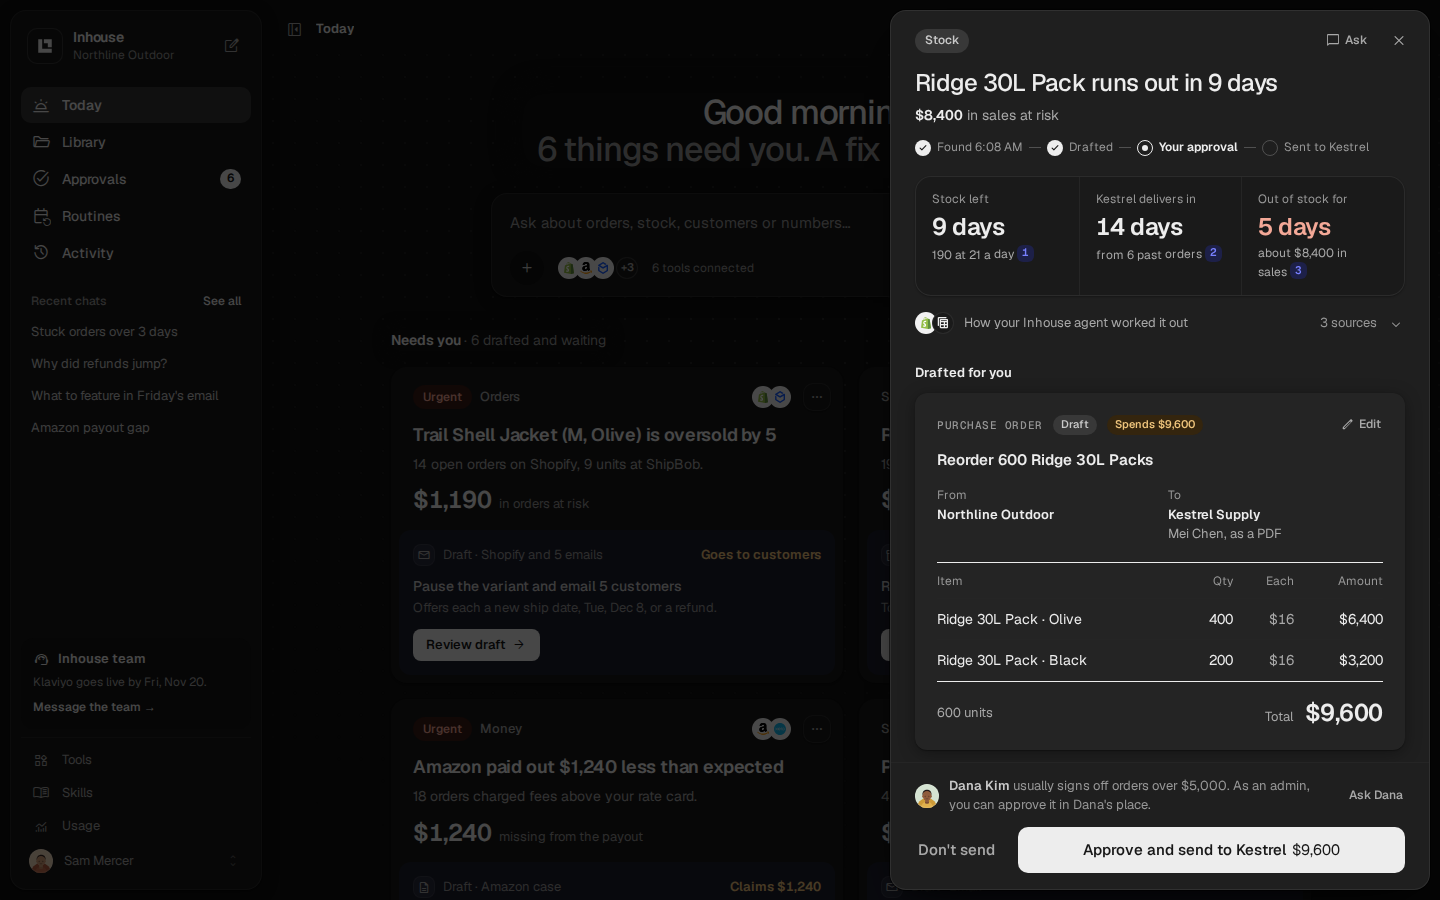 Inhouse
Northline Outdoor
Today
Library
Approvals 6
Routines
Activity
Recent chats See all
Stuck orders over 3 days
Why did refunds jump?
What to feature in Friday's email
Amazon payout gap
Inhouse team
Klaviyo goes live by Fri, Nov 20.
Message the team →
Tools
Skills
Usage
Sam Mercer
Today
Good mornin
6 things need you. A fix
Ask about orders, stock, customers or numbers...
+3 6 tools connected
Needs you · 6 drafted and waiting
Urgent Orders
Trail Shell Jacket (M, Olive) is oversold by 5
14 open orders on Shopify, 9 units at ShipBob.
$1,190 in orders at risk
Draft · Shopify and 5 emails Goes to customers
Pause the variant and email 5 customers
Offers each a new ship date, Tue, Dec 8, or a refund.
Review draft →
Urgent Money
Amazon paid out $1,240 less than expected
18 orders charged fees above your rate card.
$1,240 missing from the payout
Draft · Amazon case Claims $1,240
Stock
Ask
Ridge 30L Pack runs out in 9 days
$8,400 in sales at risk
Found 6:08 AM — Drafted — Your approval — Sent to Kestrel
Stock left
9 days
190 at 21 a day 1
Kestrel delivers in
14 days
from 6 past orders 2
Out of stock for
5 days
about $8,400 in
sales 3
How your Inhouse agent worked it out 3 sources
Drafted for you
PURCHASE ORDER Draft Spends $9,600 Edit
Reorder 600 Ridge 30L Packs
From
Northline Outdoor
To
Kestrel Supply
Mei Chen, as a PDF
Item Qty Each Amount
Ridge 30L Pack · Olive 400 $16 $6,400
Ridge 30L Pack · Black 200 $16 $3,200
600 units Total $9,600
Dana Kim usually signs off orders over $5,000. As an admin,
you can approve it in Dana's place.
Ask Dana
Don't send
Approve and send to Kestrel $9,600